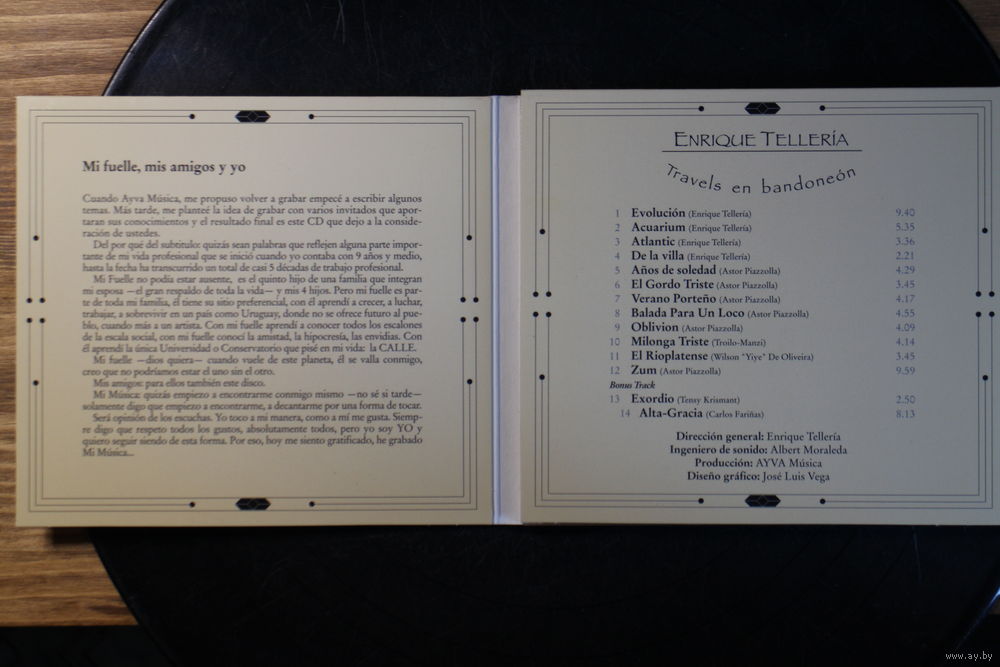 Mi fuelle, mis amigos y yo
Cuando Ayva Música, me propuso volver a grabar empecé a escribir algunos
temas. Más tarde, me planteé la idea de grabar con varios invitados que apor-
taran sus conocimientos y el resultado final es este CD que dejo a la conside-
ración de ustedes.
Del por qué del subtitulo: quizás sean palabras que reflejen alguna parte impor-
tante de mi vida profesional que se inició cuando yo contaba con 9 años y medio,
hasta la fecha ha transcurrido un total de casi 5 décadas de trabajo profesional.
Mi Fuelle no podía estar ausente, es el quinto hijo de una familia que integran
mi esposa —el gran respaldo de toda la vida— y mis 4 hijos. Pero mi fuelle es par-
te de toda mi familia, él tiene su sitio preferencial, con él aprendí a crecer, a luchar,
trabajar, a sobrevivir en un país como Uruguay, donde no se ofrece futuro al pue-
blo, cuando más a un artista. Con mi fuelle aprendí a conocer todos los escalones
de la escala social, con mi fuelle conocí la amistad, la hipocresía, las envidias. Con
él aprendí la única Universidad o Conservatorio que pisé en mi vida: la CALLE.
Mi fuelle —dios quiera— cuando vuele de este planeta, él se valla conmigo,
creo que no podríamos estar el uno sin el otro.
Mis amigos: para ellos también este disco.
Mi Música: quizás empiezo a encontrarme conmigo mismo —no sé si tarde—
solamente digo que empiezo a encontrarme, a decantarme por una forma de tocar.
Será opinión de los escuchas. Yo toco a mi manera, como a mí me gusta. Siemp-
re digo que respeto todos los gustos, absolutamente todos, pero yo soy YO y
quiero seguir siendo de esta forma. Por eso, hoy me siento gratificado, he grabado
Mi Música...
ENRIQUE TELLERÍA
Travels en bandoneón
1 Evolución (Enrique Tellería) 9.40
2 Acuarium (Enrique Tellería) 5.35
3 Atlantic (Enrique Tellería) 3.36
4 De la villa (Enrique Tellería) 2.21
5 Años de soledad (Astor Piazzolla) 4.29
6 El Gordo Triste (Astor Piazzolla) 3.45
7 Verano Porteño (Astor Piazzolla) 4.17
8 Balada Para Un Loco (Astor Piazzolla) 4.55
9 Oblivion (Astor Piazzolla) 4.09
10 Milonga Triste (Troilo-Manzi) 4.14
11 El Rioplatense (Wilson "Yiye" De Oliveira) 3.45
12 Zum (Astor Piazzolla) 9.59
Bonus Track
13 Exordio (Tensy Krismant) 2.50
14 Alta-Gracia (Carlos Fariñas) 8.13
Dirección general: Enrique Tellería
Ingeniero de sonido: Albert Moraleda
Producción: AYVA Música
Diseño gráfico: José Luis Vega
www.ay.by